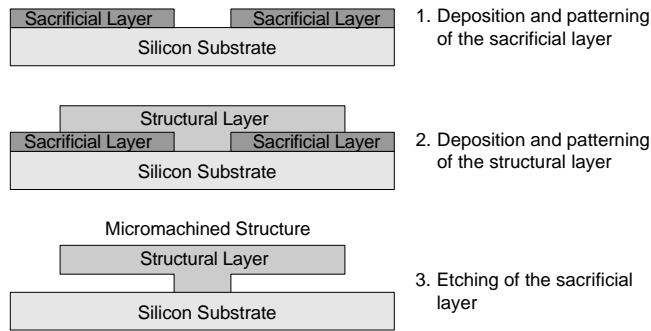 Sacrificial Layer
Sacrificial Layer
Silicon Substrate
1. Deposition and patterning
of the sacrificial layer
Structural Layer
Sacrificial Layer
Sacrificial Layer
Silicon Substrate
2. Deposition and patterning
of the structural layer
Micromachined Structure
Structural Layer
Silicon Substrate
3. Etching of the sacrificial
layer